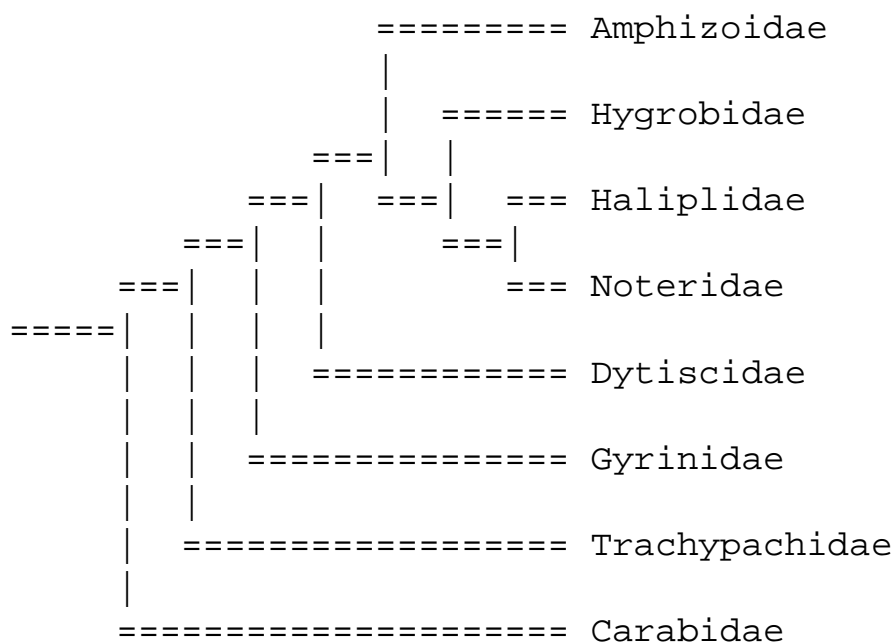 Amphizoidae
Hygrobidae
Haliplidae
Noteridae
Dytiscidae
Gyrinidae
Trachypachidae
Carabidae